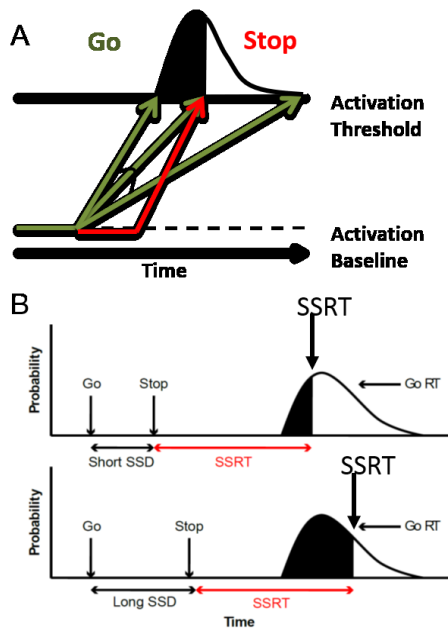 A
Go
Stop
Activation
Threshold
Activation
Baseline
Time
B
SSRT
Probability
Go
Stop
Go RT
Short SSD
SSRT
SSRT
Probability
Go
Stop
Go RT
Long SSD
SSRT
Time